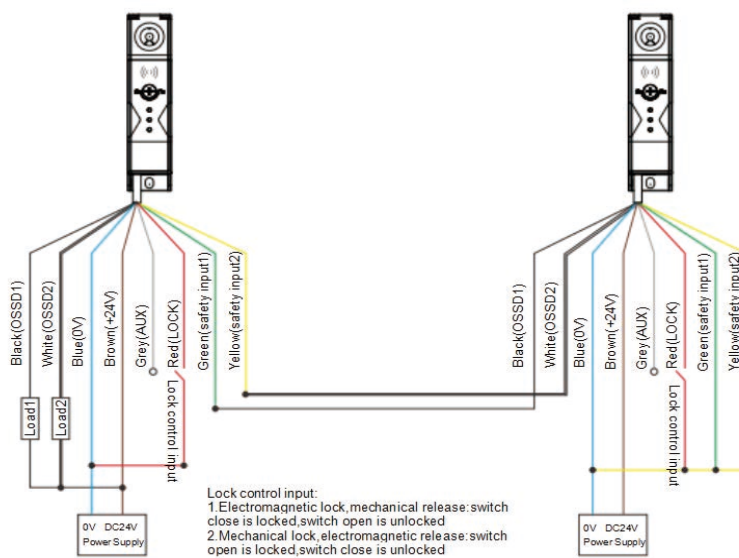 Black(OSSD1)
White(OSSD2)
Blue(0V)
Brown(+24V)
Grey(AUX)
Red(LOCK)
Green(safety input1)
Yellow(safety input2)
Load1
Load2
Lock control input
0V DC24V
Power Supply
Black(OSSD1)
White(OSSD2)
Blue(0V)
Brown(+24V)
Grey(AUX)
Red(LOCK)
Green(safety input1)
Yellow(safety input2)
Lock control input
0V DC24V
Power Supply
Lock control input:
1.Electromagnetic lock,mechanical release:switch
close is locked,switch open is unlocked
2.Mechanical lock,electromagnetic release:switch
open is locked,switch close is unlocked